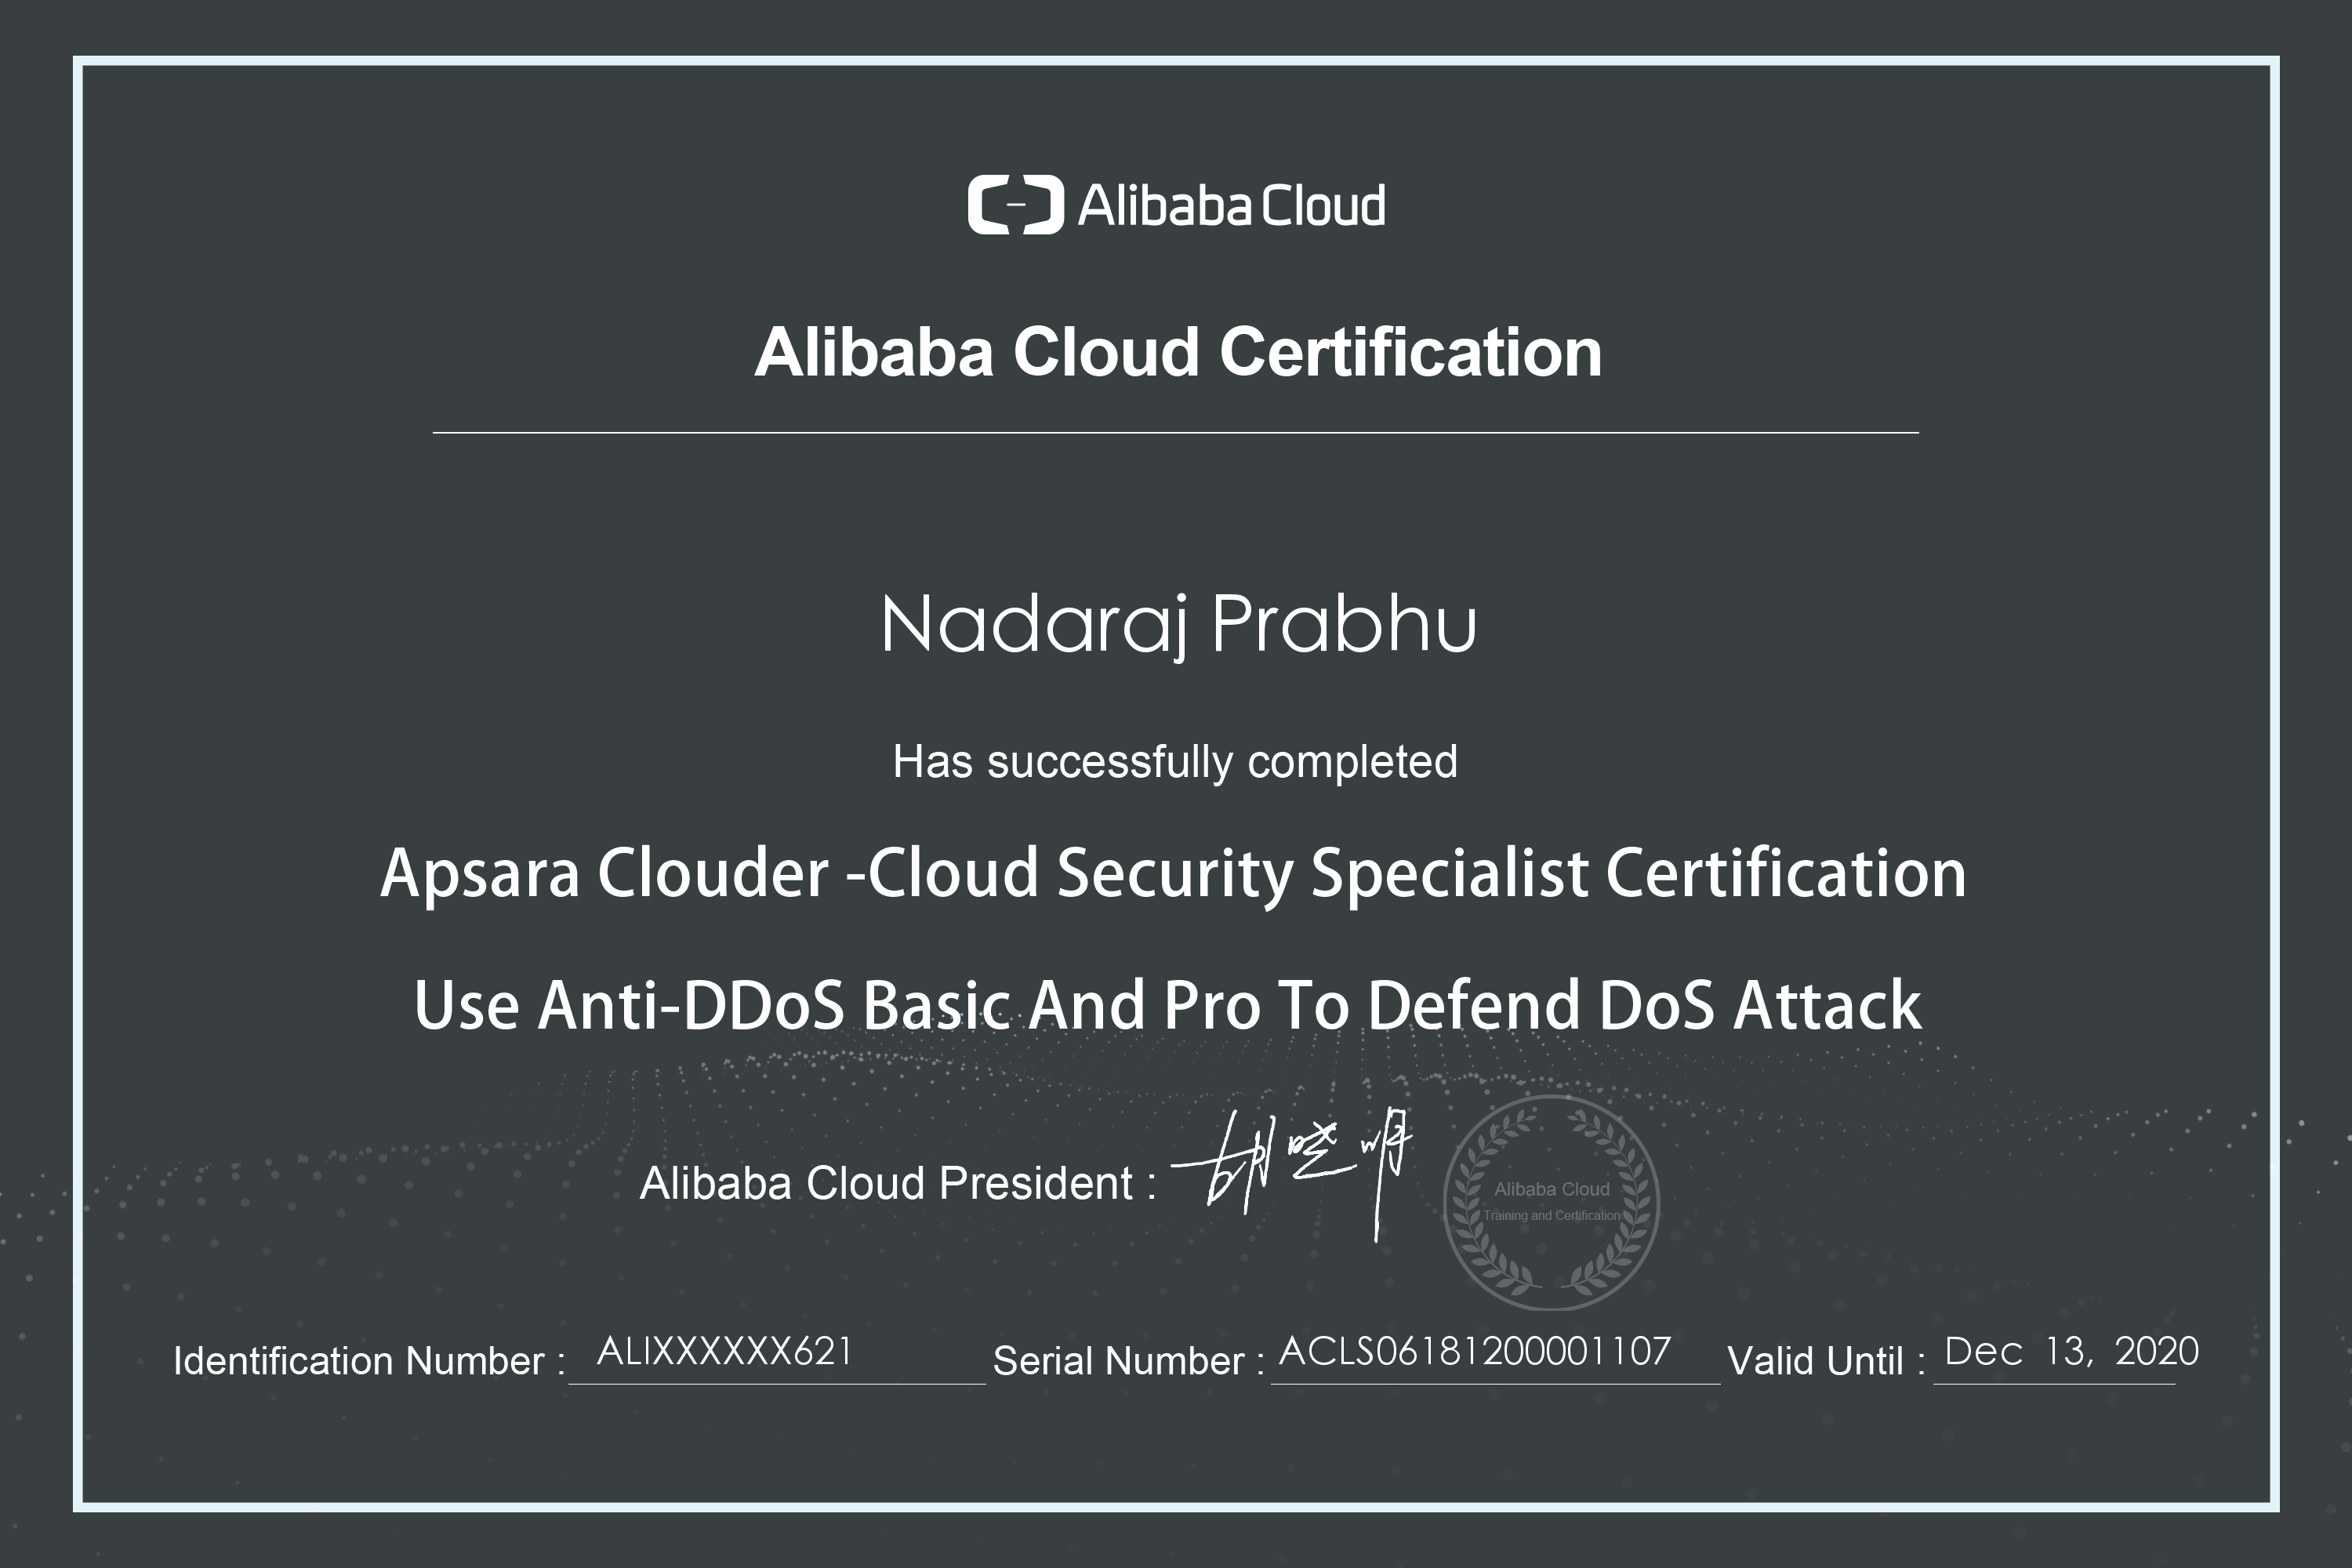 Alibaba Cloud
Alibaba Cloud Certification
Nadaraj Prabhu
Has successfully completed
Apsara Clouder -Cloud Security Specialist Certification
Use Anti-DDoS Basic And Pro To Defend DoS Attack
Alibaba Cloud President :
Alibaba Cloud
Training and Certification
Identification Number : ALIXXXXXX621 Serial Number : ACLS06181200001107 Valid Until : Dec 13, 2020